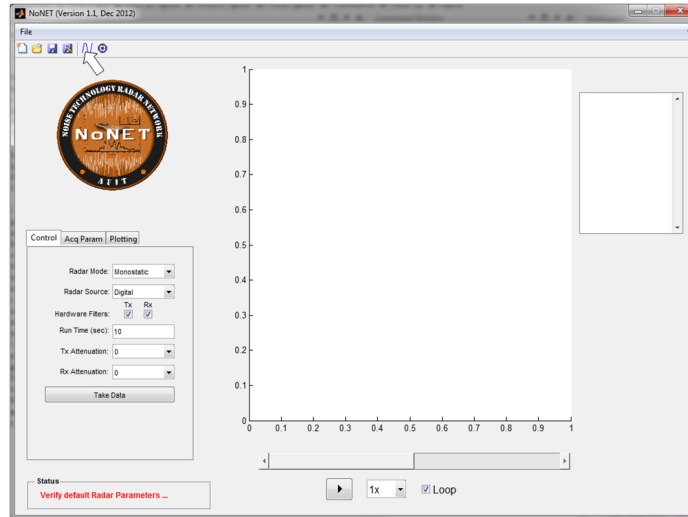 NoNET (Version 1.1, Dec 2012)
File
NOISE TECHNOLOGY RADAR NETWORK
NoNET
AFIT
Control Acq Param Plotting
Radar Mode: Monostatic
Radar Source: Digital
Tx Rx
Hardware Filters:
Run Time (sec): 10
Tx Attenuation: 0
Rx Attenuation: 0
Take Data
Status
Verify default Radar Parameters ...
1
0.9
0.8
0.7
0.6
0.5
0.4
0.3
0.2
0.1
0
0 0.1 0.2 0.3 0.4 0.5 0.6 0.7 0.8 0.9 1
1x Loop